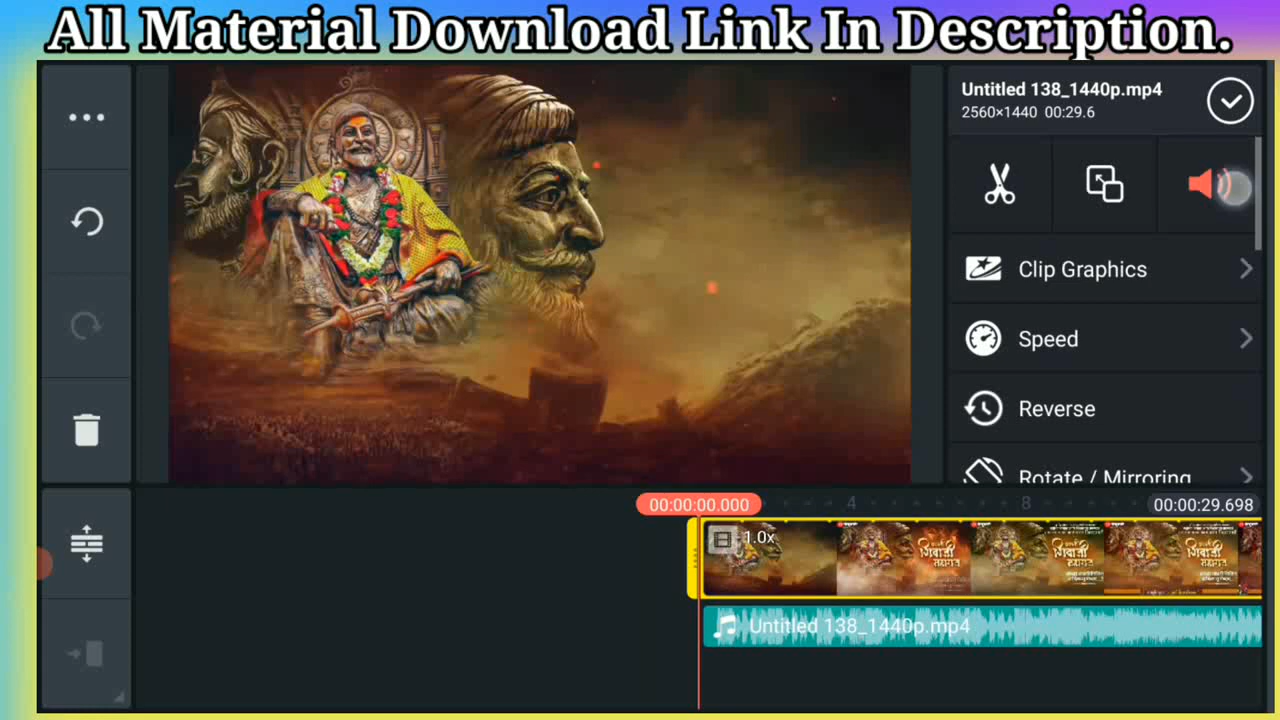 All Material Download Link In Description.
Untitled 138_1440p.mp4
2560×1440 00:29.6
Clip Graphics
Speed
Reverse
Rotate / Mirroring
00:00:00.000
4
8
00:00:29.698
1.0x
Untitled 138_1440p.mp4